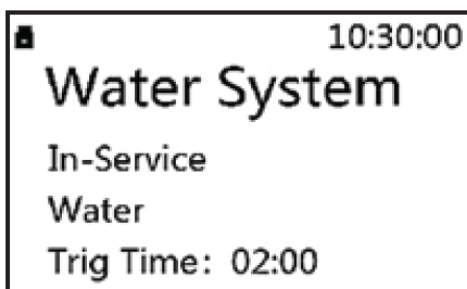 10:30:00
Water System
In-Service
Water
Trig Time: 02:00